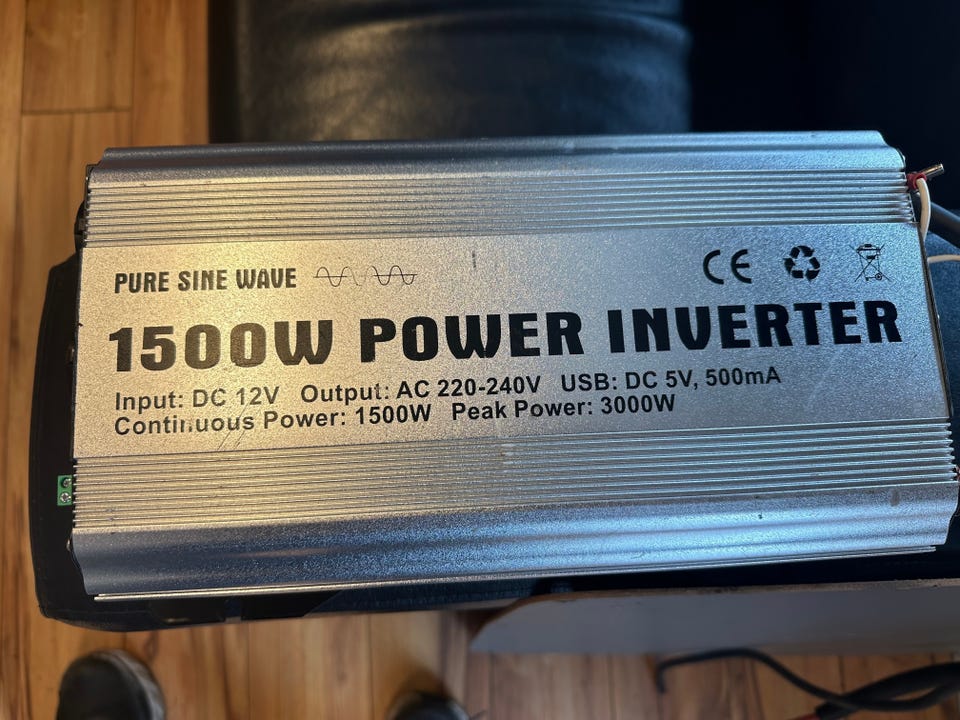 PURE SINE WAVE
CE
1500W POWER INVERTER
Input: DC 12V Output: AC 220-240V USB: DC 5V, 500mA
Continuous Power: 1500W Peak Power: 3000W